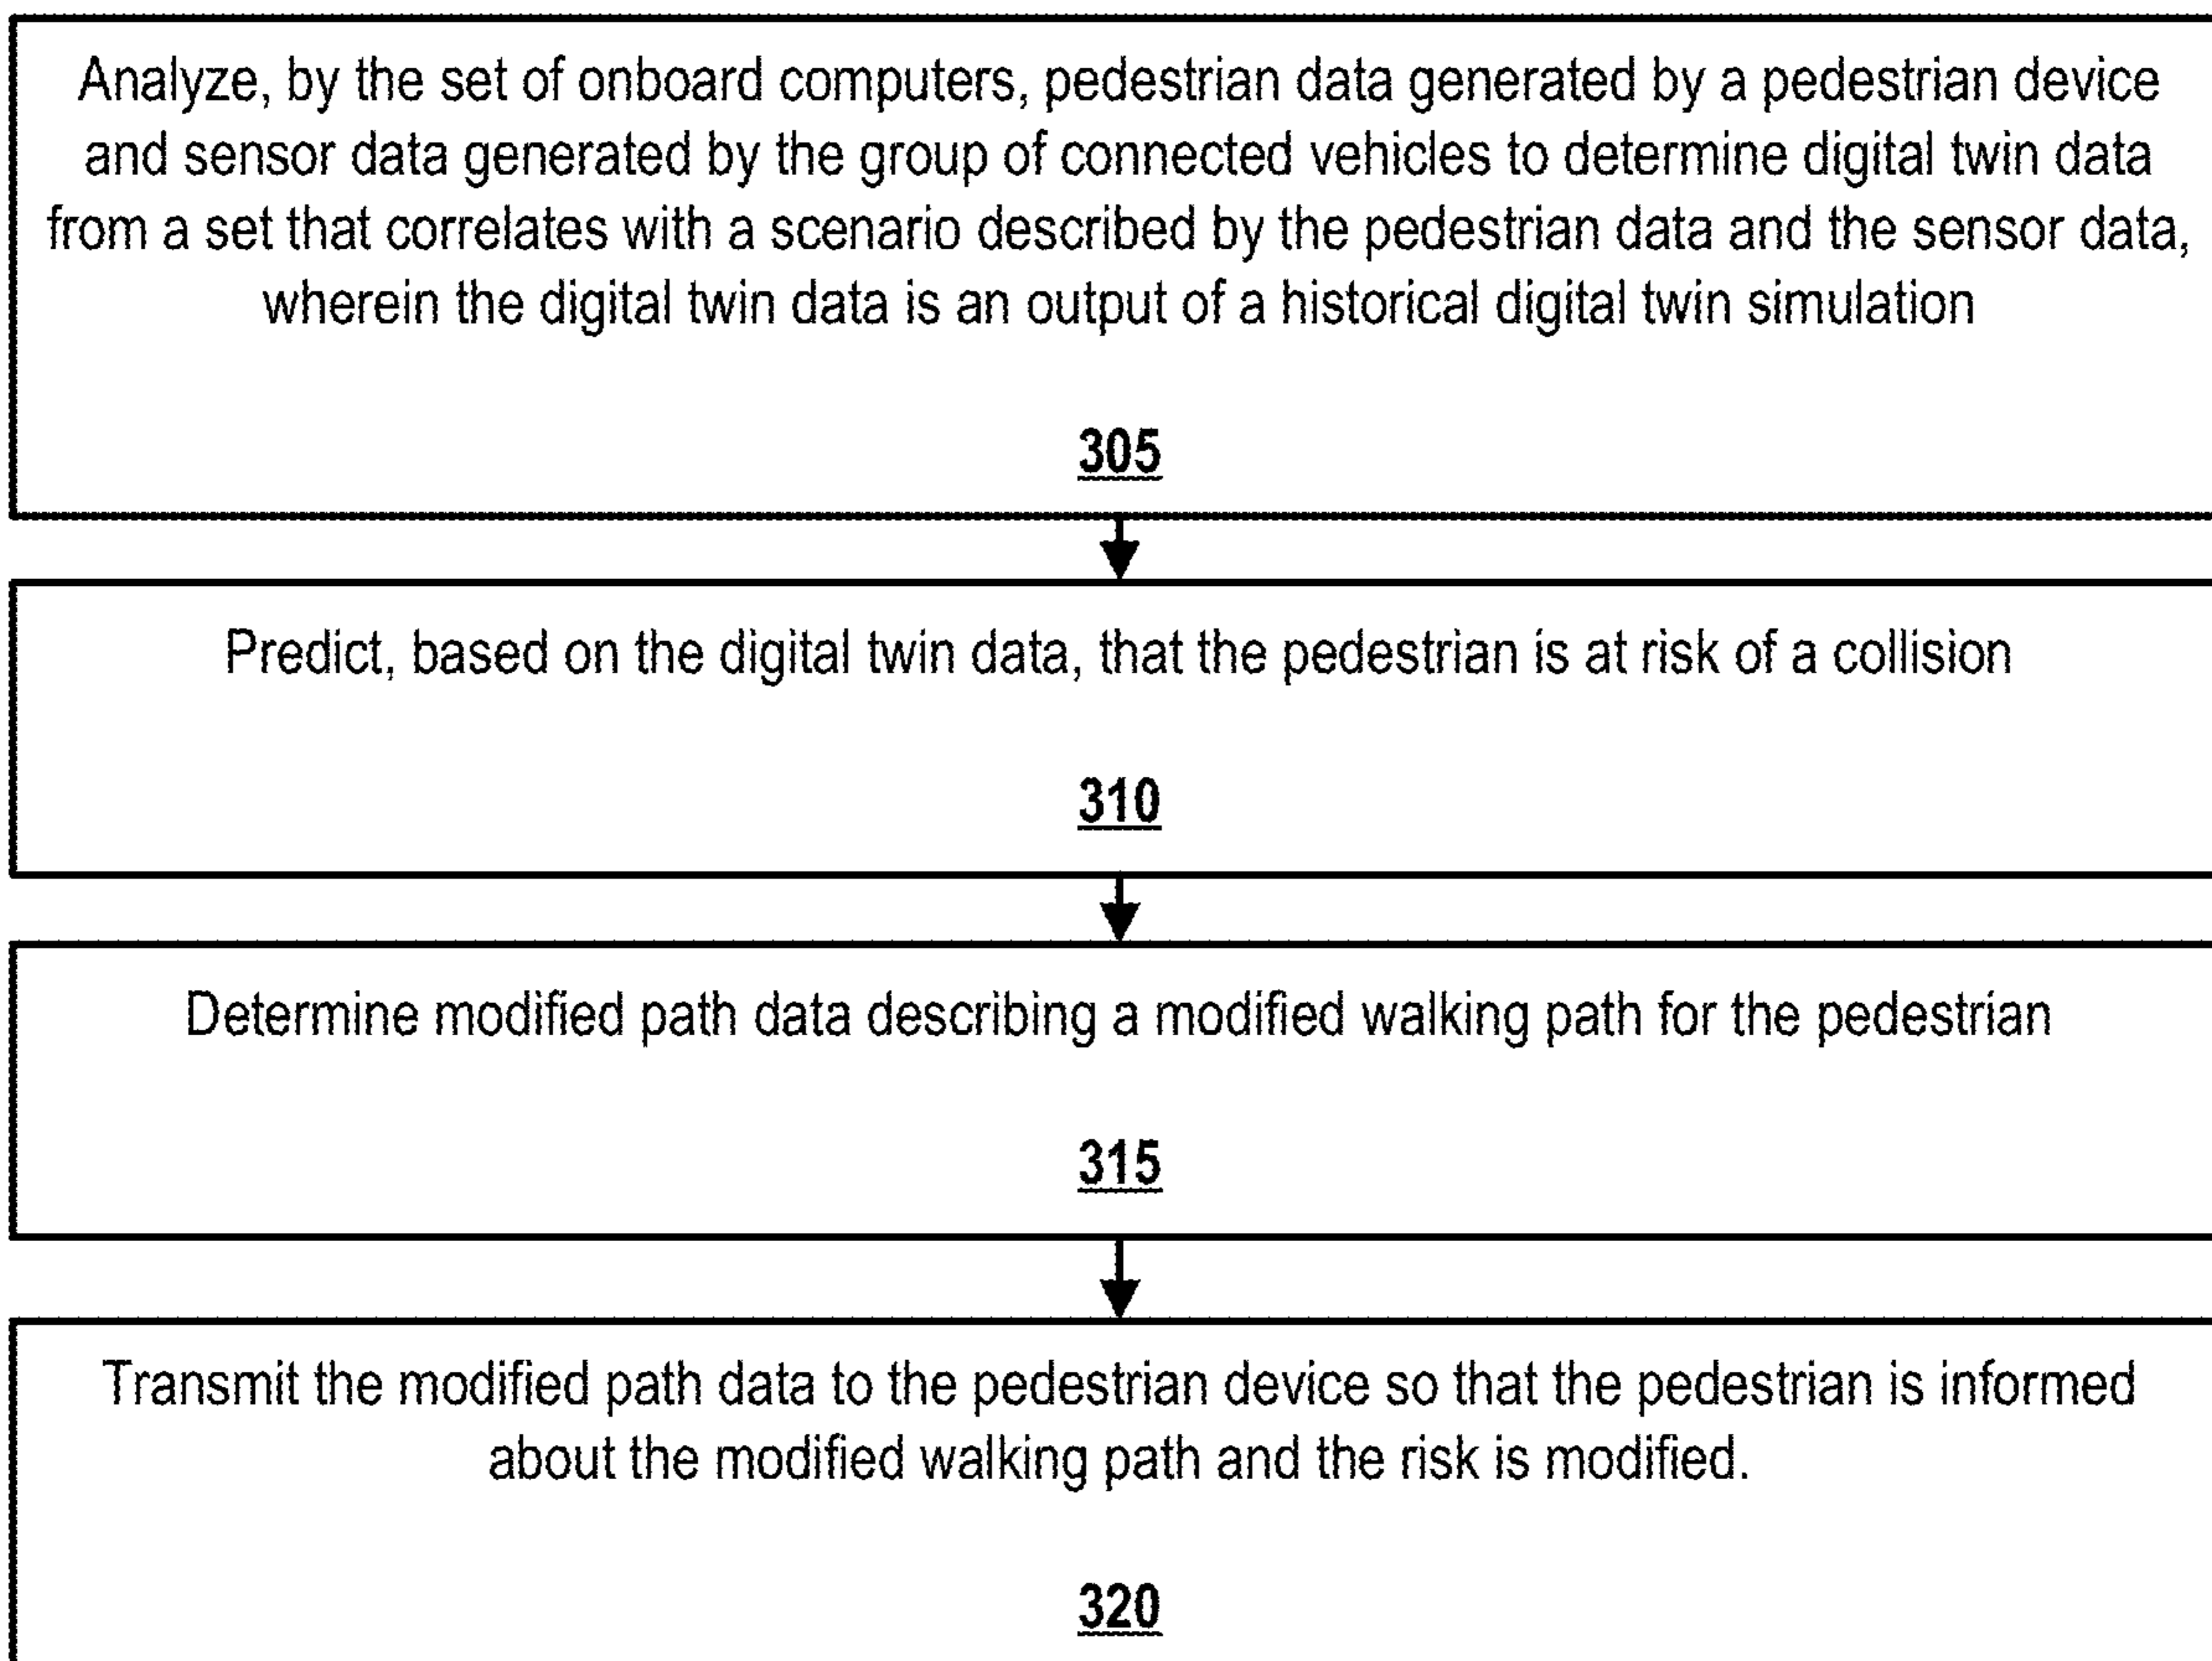 Analyze, by the set of onboard computers, pedestrian data generated by a pedestrian device
and sensor data generated by the group of connected vehicles to determine digital twin data
from a set that correlates with a scenario described by the pedestrian data and the sensor data,
wherein the digital twin data is an output of a historical digital twin simulation
305
Predict, based on the digital twin data, that the pedestrian is at risk of a collision
310
Determine modified path data describing a modified walking path for the pedestrian
315
Transmit the modified path data to the pedestrian device so that the pedestrian is informed
about the modified walking path and the risk is modified.
320